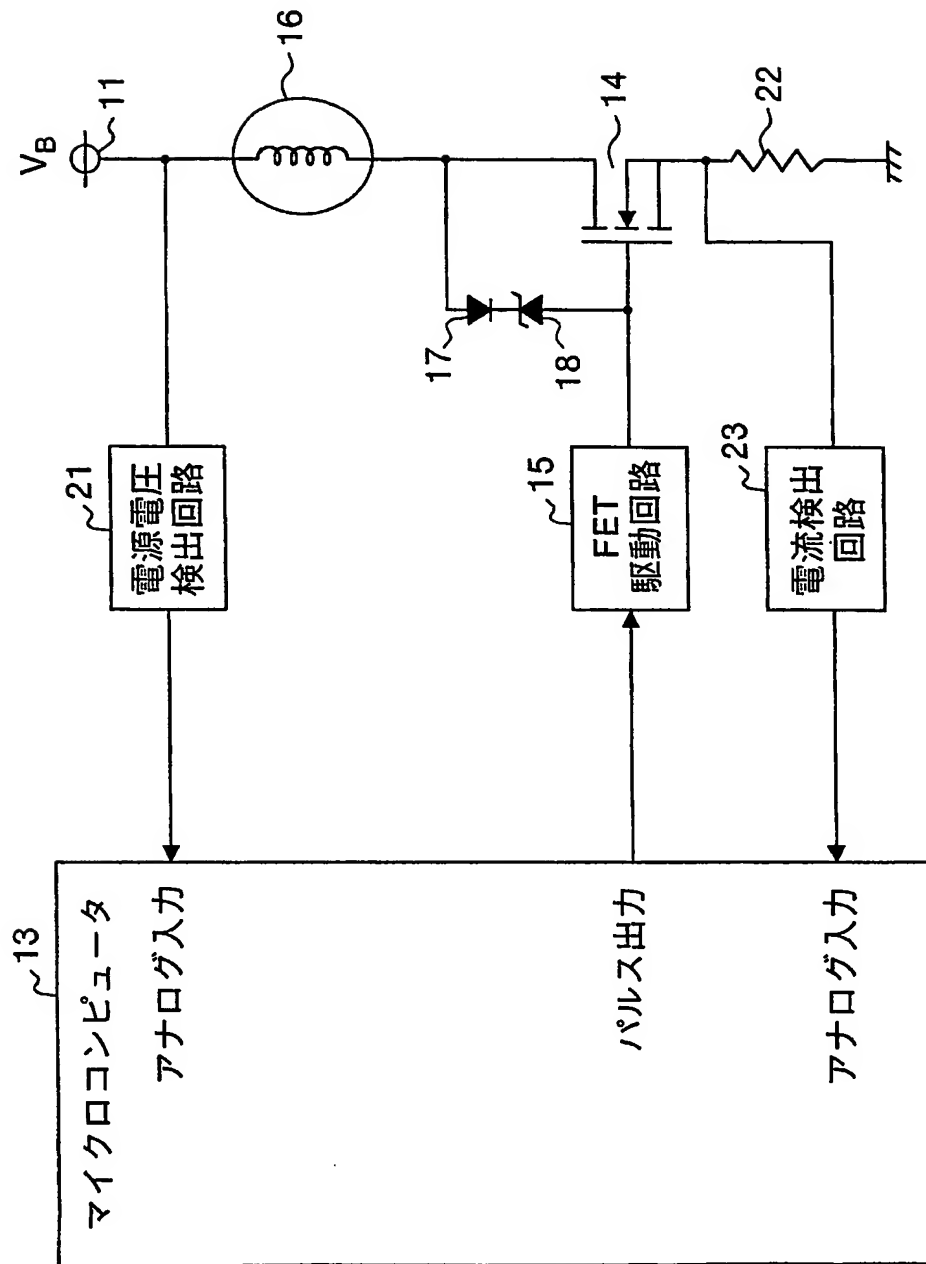 13
マイクロコンピュータ
アナログ入力
パルス出力
アナログ入力
21
電源電圧
検出回路
15
FET
駆動回路
23
電流検出
回路
VB
11
16
17
18
14
22